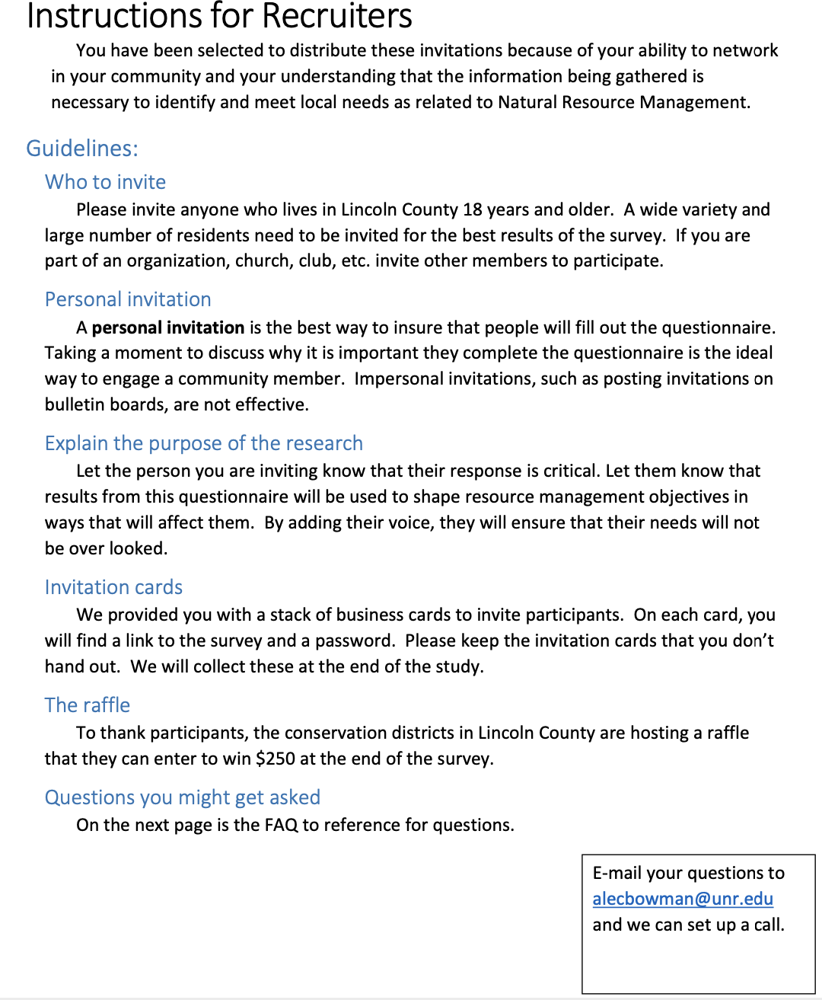 Instructions for Recruiters
You have been selected to distribute these invitations because of your ability to network
in your community and your understanding that the information being gathered is
necessary to identify and meet local needs as related to Natural Resource Management.
Guidelines:
Who to invite
Please invite anyone who lives in Lincoln County 18 years and older.  A wide variety and
large number of residents need to be invited for the best results of the survey.  If you are
part of an organization, church, club, etc. invite other members to participate.
Personal invitation
A personal invitation is the best way to insure that people will fill out the questionnaire.
Taking a moment to discuss why it is important they complete the questionnaire is the ideal
way to engage a community member.  Impersonal invitations, such as posting invitations on
bulletin boards, are not effective.
Explain the purpose of the research
Let the person you are inviting know that their response is critical. Let them know that
results from this questionnaire will be used to shape resource management objectives in
ways that will affect them.  By adding their voice, they will ensure that their needs will not
be over looked.
Invitation cards
We provided you with a stack of business cards to invite participants.  On each card, you
will find a link to the survey and a password.  Please keep the invitation cards that you don’t
hand out.  We will collect these at the end of the study.
The raffle
To thank participants, the conservation districts in Lincoln County are hosting a raffle
that they can enter to win $250 at the end of the survey.
Questions you might get asked
On the next page is the FAQ to reference for questions.
E-mail your questions to
alecbowman@unr.edu
and we can set up a call.